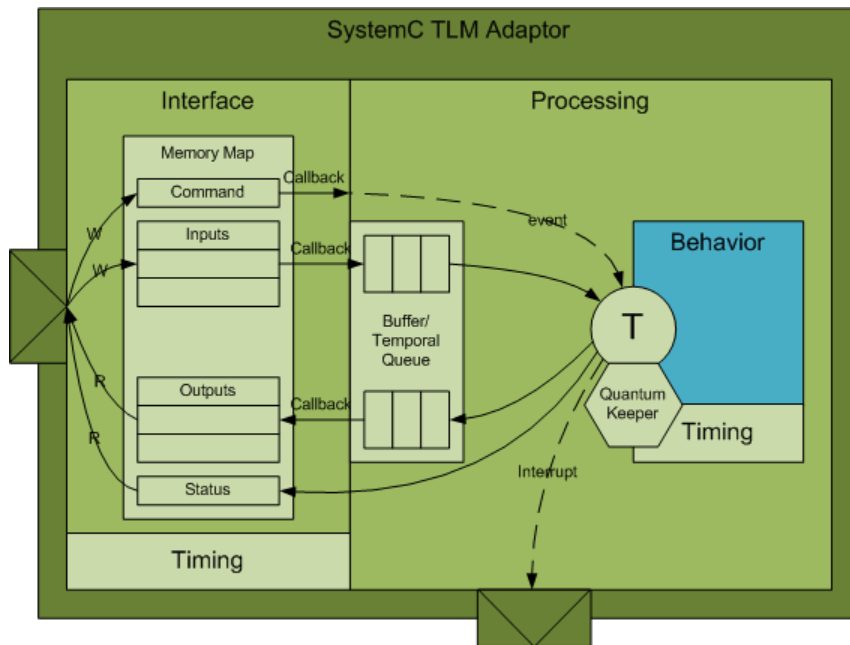 SystemC TLM Adaptor
Interface
Processing
Memory Map
Command
Callback
event
W
Inputs
W
Callback
Behavior
Buffer/
Temporal
Queue
T
Quantum
Keeper
Timing
Outputs
R
Callback
R
Status
Interrupt
Timing